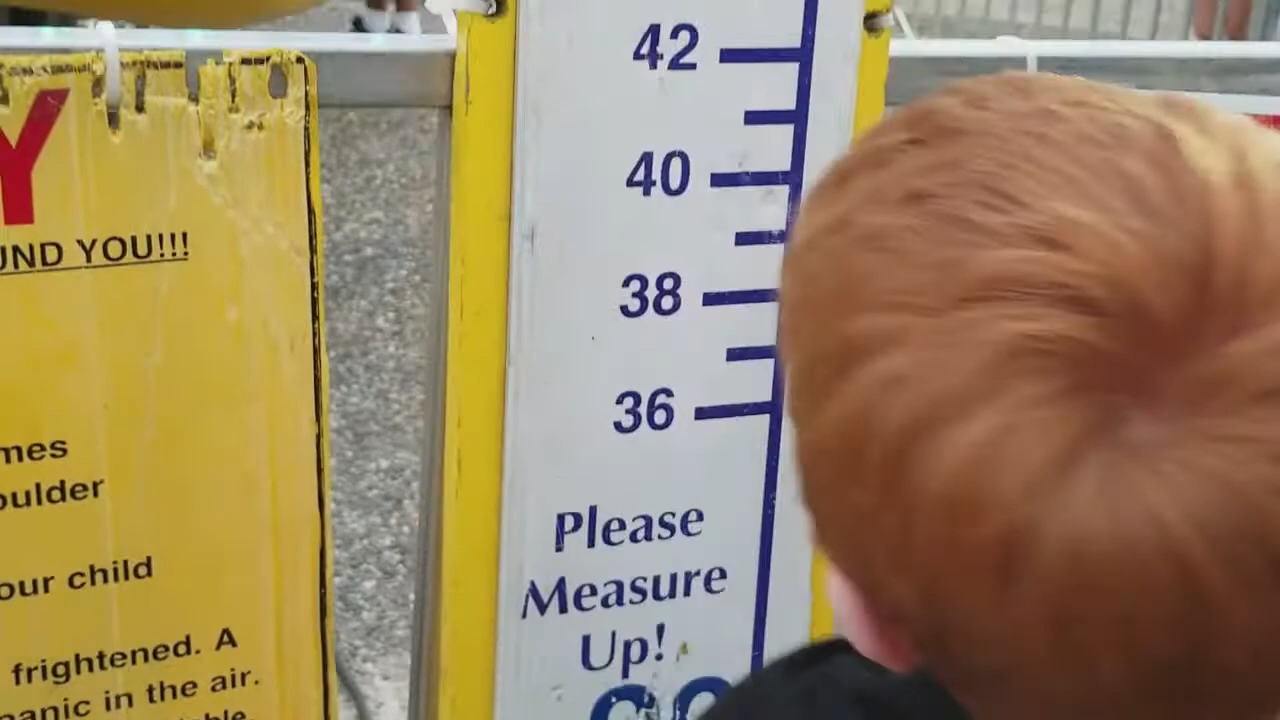 Y
UND YOU!!!
mes
oulder
our child
frightened. A
panic in the air.
42
40
38
36
Please
Measure
Up!